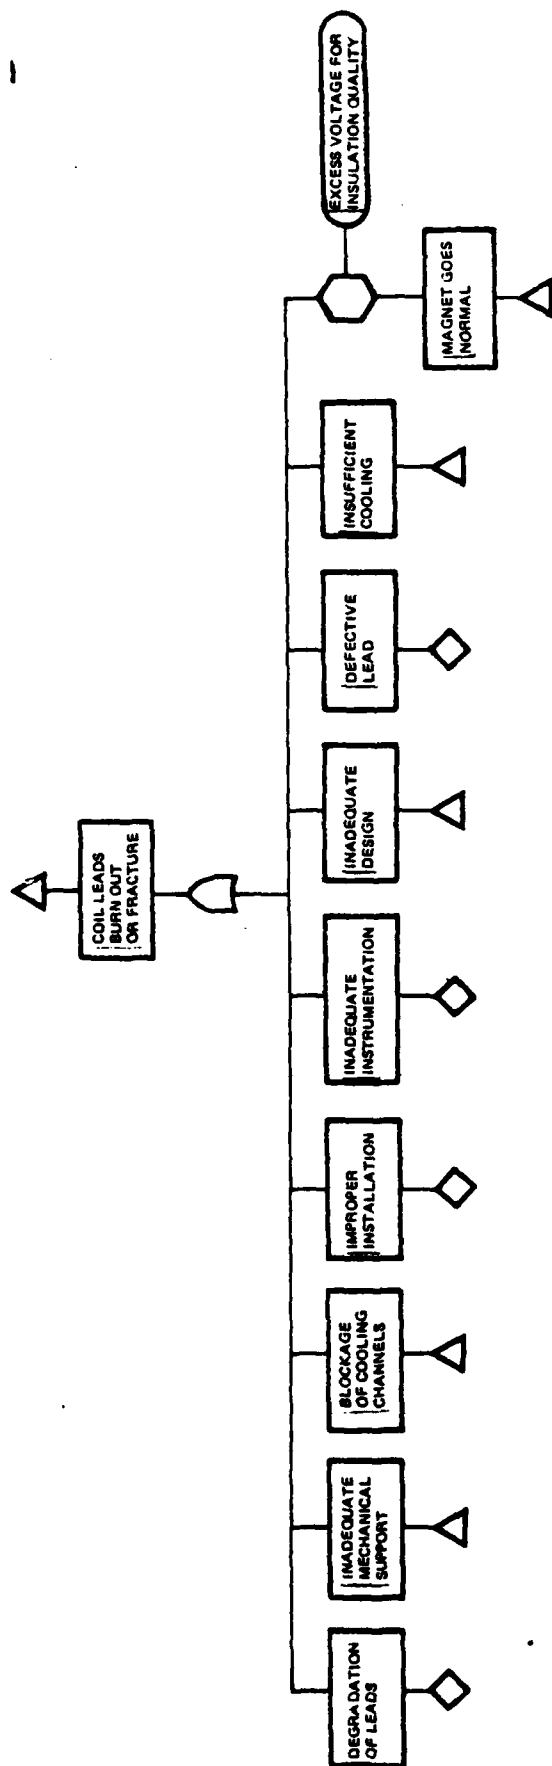 COIL LEADS
BURN OUT
OR FRACTURE
DEGRADATION
OF LEADS
INADEQUATE
MECHANICAL
SUPPORT
BLOCKAGE
OF COOLING
CHANNELS
IMPROPER
INSTALLATION
INADEQUATE
INSTRUMENTATION
INADEQUATE
DESIGN
DEFECTIVE
LEAD
INSUFFICIENT
COOLING
EXCESS VOLTAGE FOR
INSULATION QUALITY
MAGNET GOES
NORMAL